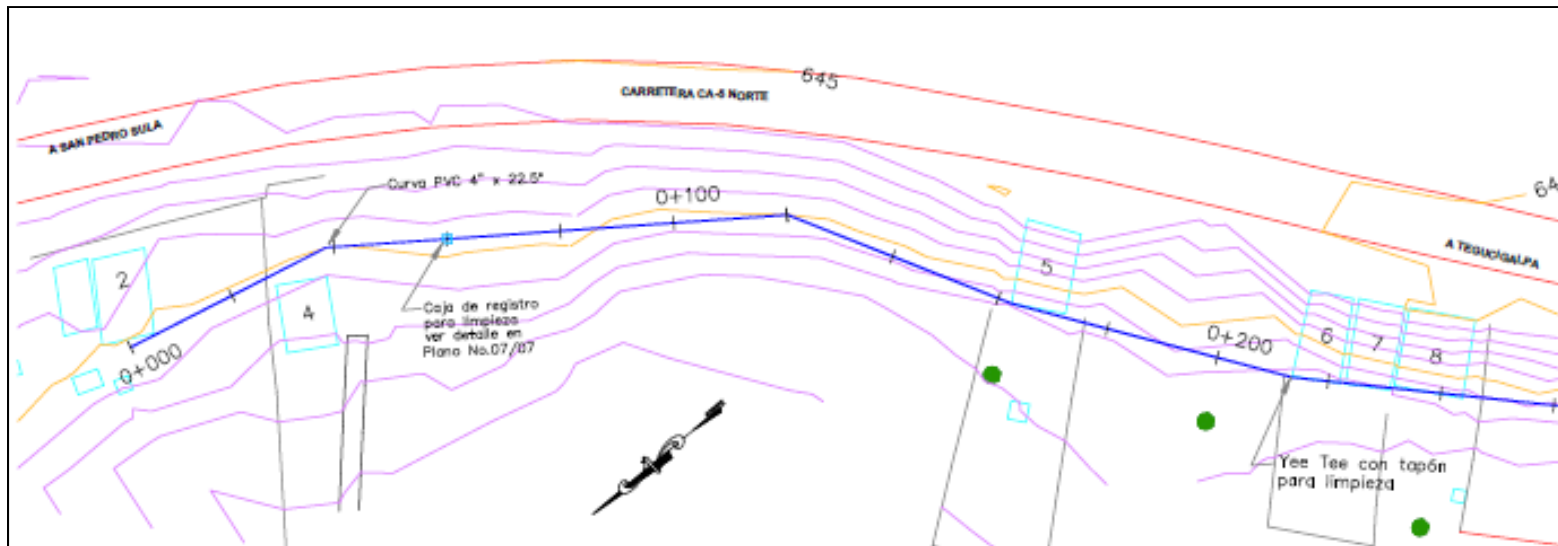 645
CARRETERA CA-5 NORTE
A SAN PEDRO SULA
Curva PVC 4" x 22.5°
0+100
64
A TEGUCIGALPA
2
5
4
Caja de registro
para limpieza
ver detalle en
Plano No.07/07
0+000
0+200
6
7
8
Yee Tee con tapón
para limpieza